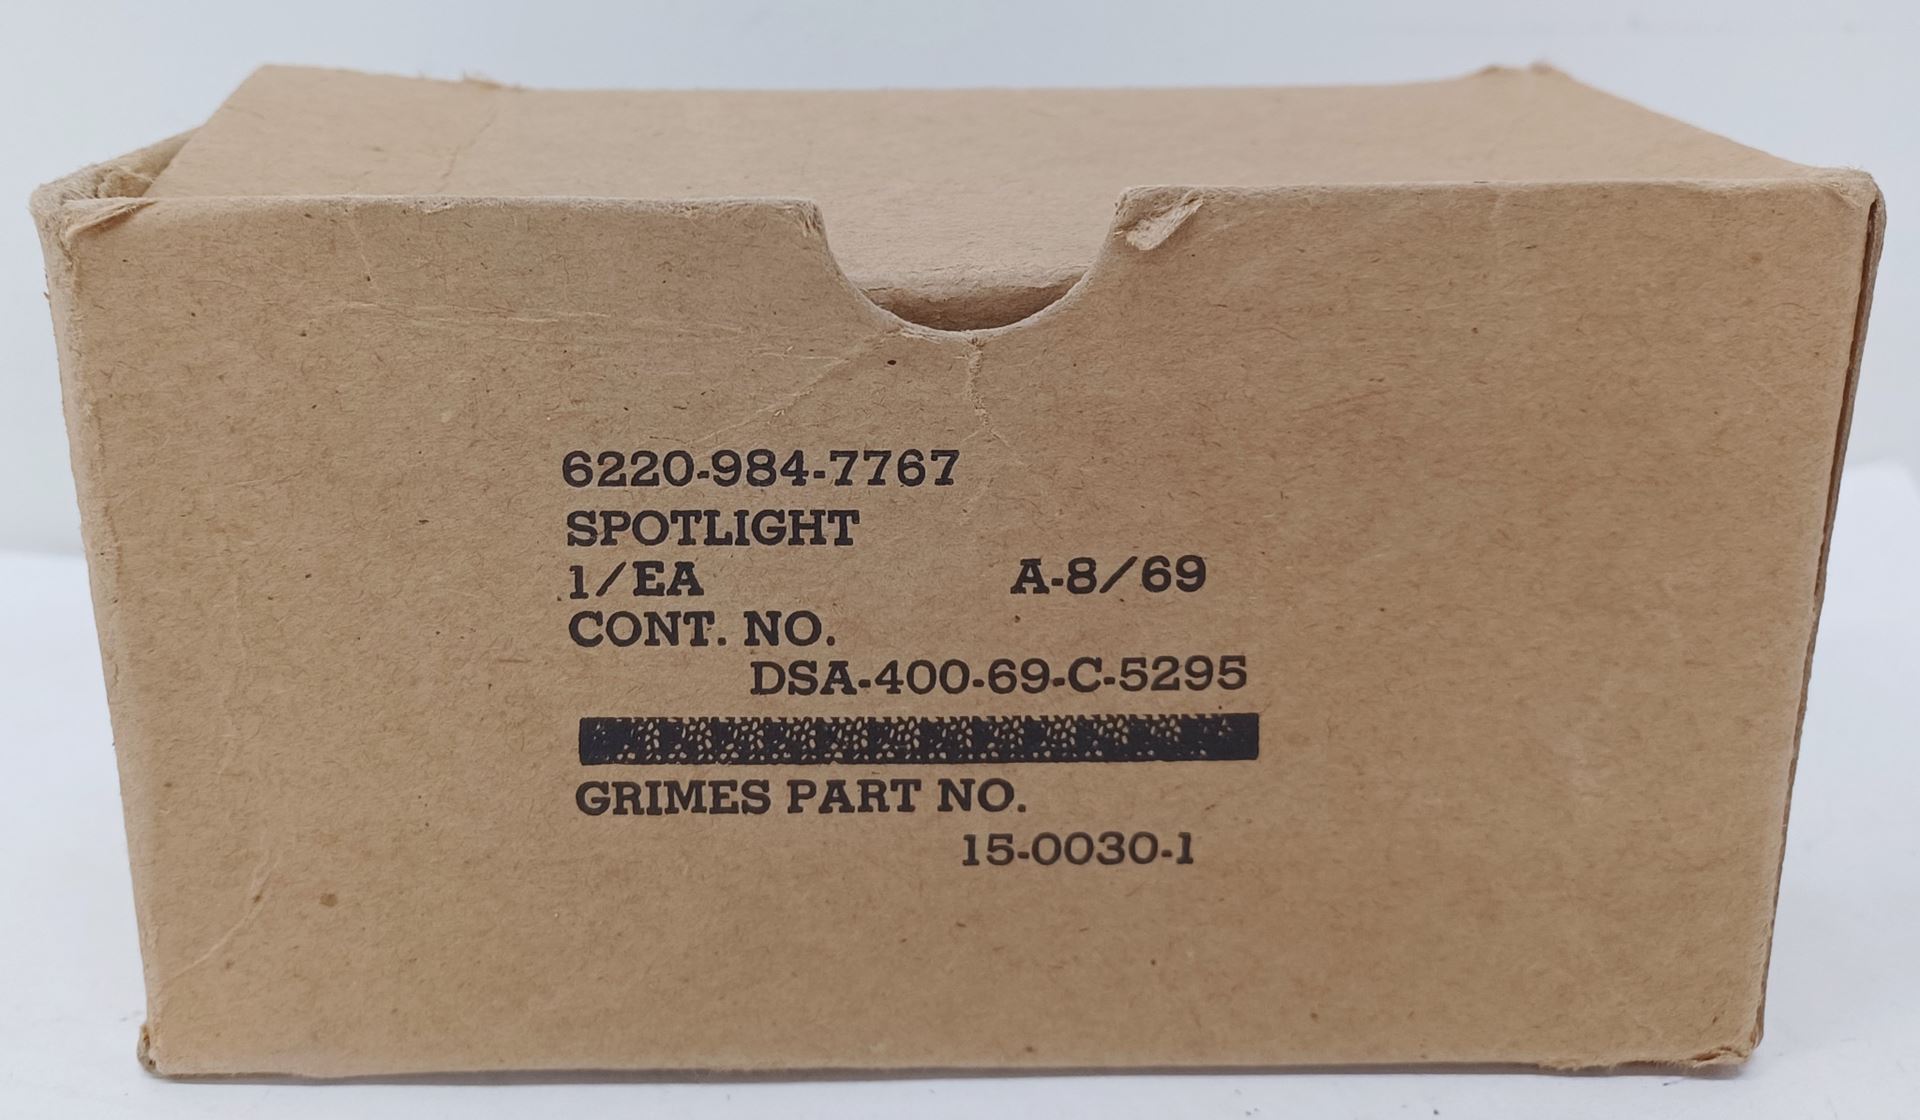 6220-984-7767
SPOTLIGHT
1/EA A-8/69
CONT. NO.
DSA-400-69-C-5295
GRIMES PART NO.
15-0030-1